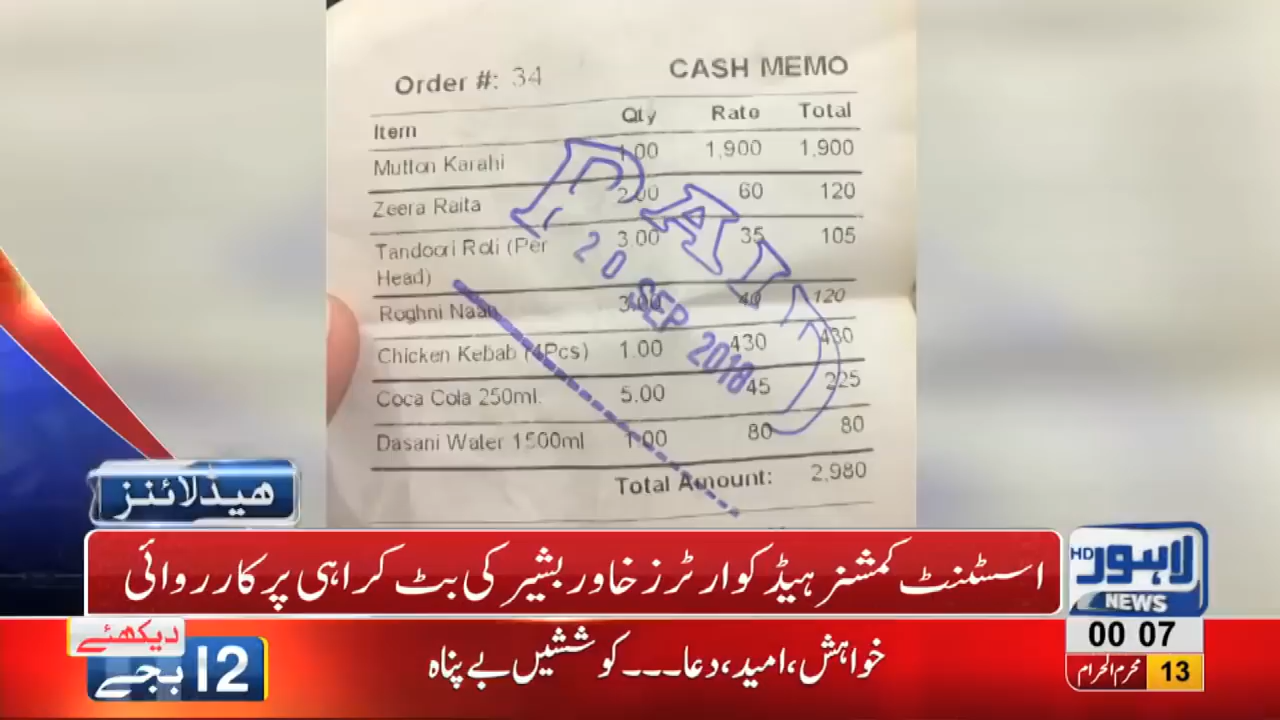 Order #: 34
CASH MEMO
Item Qty Rate Total
Mutton Karahi 1.00 1,900 1,900
Zeera Raita 2.00 60 120
Tandoori Roti (Per Head) 3.00 35 105
Roghni Naan 3.00 40 120
Chicken Kebab (4Pcs) 1.00 430 430
Coca Cola 250ml. 5.00 45 225
Dasani Water 1500ml 1.00 80 80
Total Amount: 2,980
PAID
20 SEP 2018
ھیڈلائنز
اسسٹنٹ کمشنر ہیڈ کوارٹرز خاور بشیر کی بٹ کراہی پر کارروائی
HD لاہور
NEWS
00 07
13 محرم الحرام
دیکھئے
12 بجے
خواہش، امید، دعا۔۔۔کوششیں بے پناہ